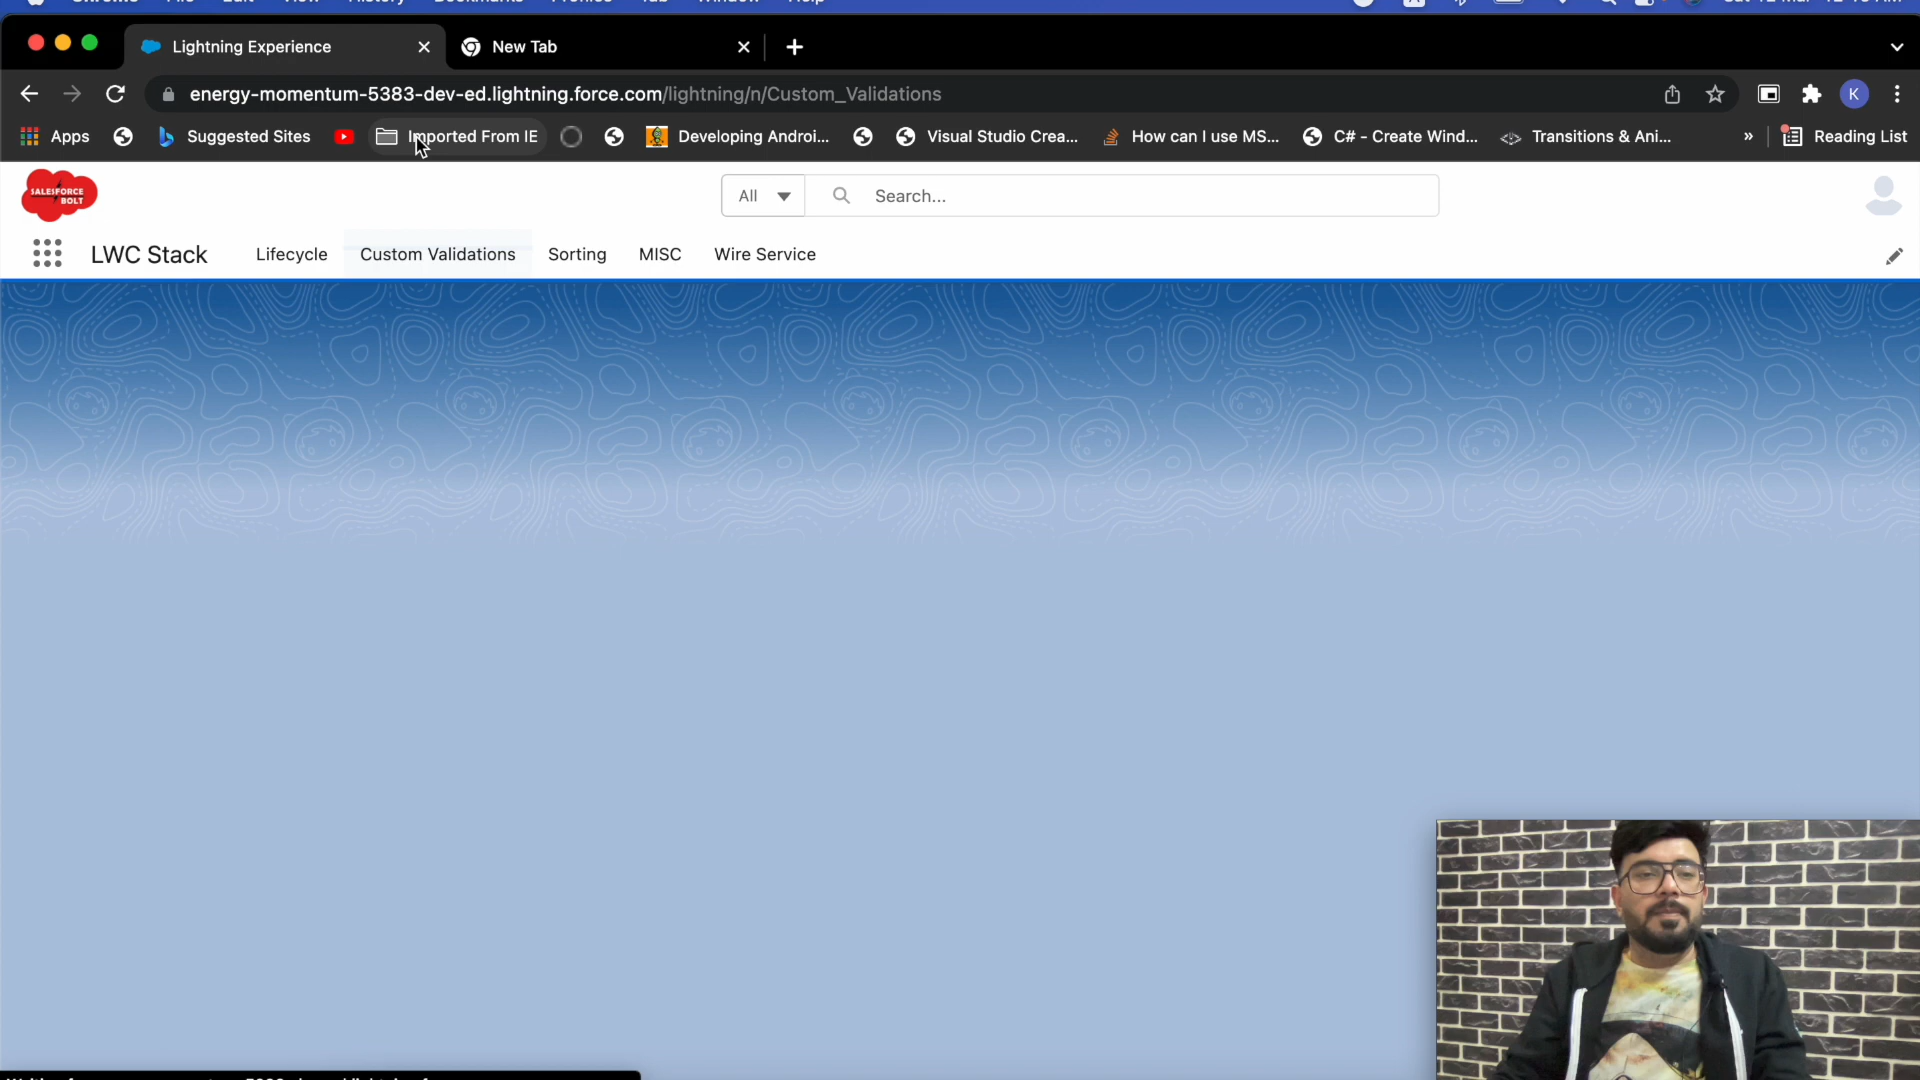 Lightning Experience
New Tab
energy-momentum-5383-dev-ed.lightning.force.com/lightning/n/Custom_Validations
K
Apps
Suggested Sites
Imported From IE
Developing Androi...
Visual Studio Crea...
How can I use MS...
C# - Create Wind...
Transitions & Ani...
»
Reading List
SALESFORCE
BOLT
All
Search...
LWC Stack
Lifecycle
Custom Validations
Sorting
MISC
Wire Service